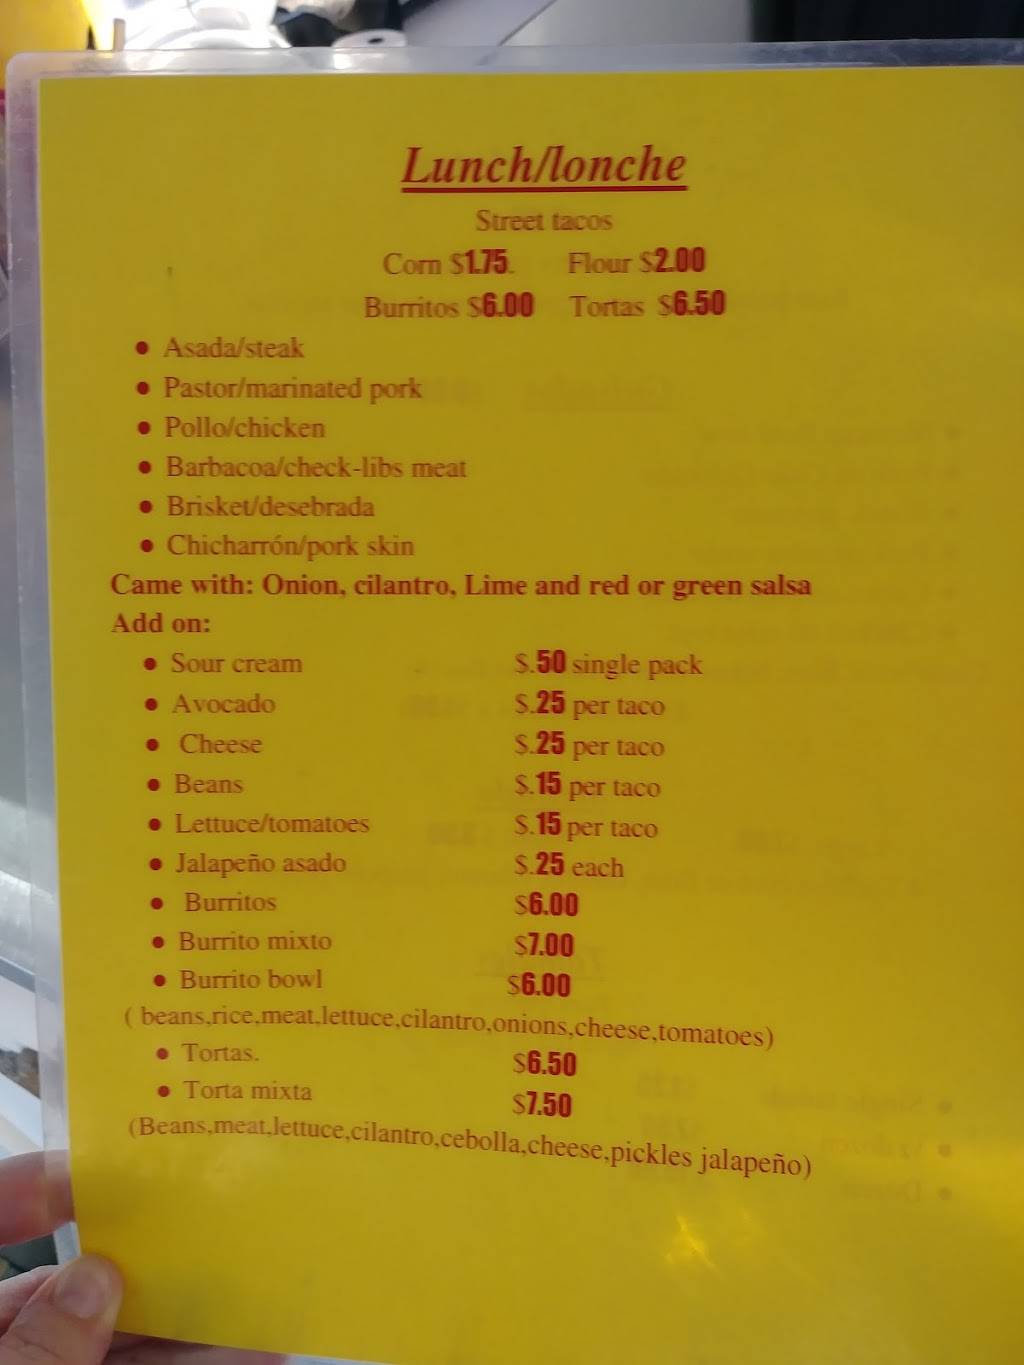 Lunch/lonche
Street tacos
Corn $1.75. Flour $2.00
Burritos $6.00 Tortas $6.50
• Asada/steak
• Pastor/marinated pork
• Pollo/chicken
• Barbacoa/check-libs meat
• Brisket/desebrada
• Chicharrón/pork skin
Came with: Onion, cilantro, Lime and red or green salsa
Add on:
• Sour cream $.50 single pack
• Avocado $.25 per taco
• Cheese $.25 per taco
• Beans $.15 per taco
• Lettuce/tomatoes $.15 per taco
• Jalapeño asado $.25 each
• Burritos $6.00
• Burrito mixto $7.00
• Burrito bowl $6.00
( beans,rice,meat,lettuce,cilantro,onions,cheese,tomatoes)
• Tortas. $6.50
• Torta mixta $7.50
(Beans,meat,lettuce,cilantro,cebolla,cheese,pickles jalapeño)